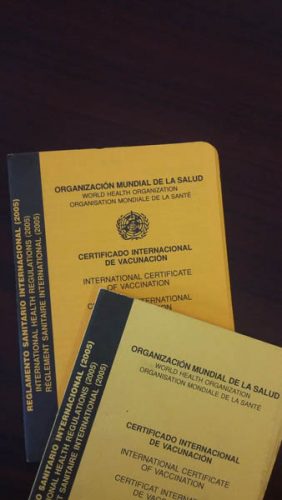 REGLAMENTO SANITARIO INTERNACIONAL (2005)
INTERNATIONAL HEALTH REGULATIONS (2005)
REGLEMENT SANITAIRE INTERNATIONAL (2005)
ORGANIZACIÓN MUNDIAL DE LA SALUD
WORLD HEALTH ORGANIZATION
ORGANISATION MONDIALE DE LA SANTÉ
CERTIFICADO INTERNACIONAL
DE VACUNACIÓN
INTERNATIONAL CERTIFICATE
OF VACCINATION
SANITARIO INTERNACIONAL (2005)
HEALTH REGULATIONS (2005)
SANITAIRE INTERNATIONAL (2005)
ORGANIZACIÓN MUNDIAL DE LA SALUD
WORLD HEALTH ORGANIZATION
ORGANISATION MONDIALE DE LA SANTÉ
CERTIFICADO INTERNACIONAL
DE VACUNACIÓN
INTERNATIONAL CERTIFICATE
OF VACCINATION
CERTIFICAT INTERNATIONAL